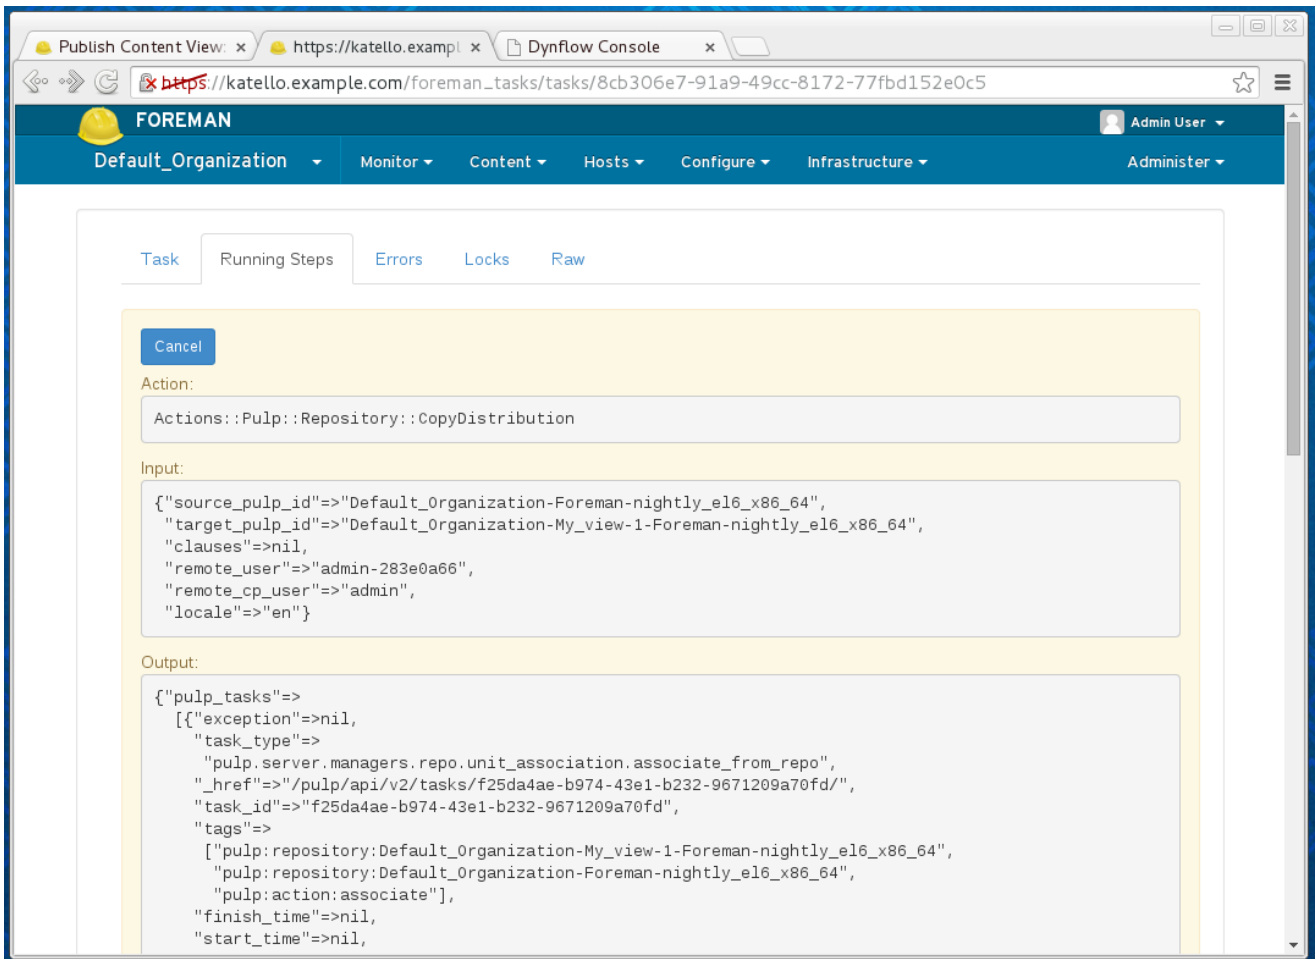 Publish Content View:
https://katello.exampl
Dynflow Console
https://katello.example.com/foreman_tasks/tasks/8cb306e7-91a9-49cc-8172-77fbd152e0c5
FOREMAN
Admin User
Default_Organization
Monitor
Content
Hosts
Configure
Infrastructure
Administer
Task
Running Steps
Errors
Locks
Raw
Cancel
Action:
Actions::Pulp::Repository::CopyDistribution
Input:
{"source_pulp_id"=>"Default_Organization-Foreman-nightly_el6_x86_64",
"target_pulp_id"=>"Default_Organization-My_view-1-Foreman-nightly_el6_x86_64",
"clauses"=>nil,
"remote_user"=>"admin-283e0a66",
"remote_cp_user"=>"admin",
"locale"=>"en"}
Output:
{"pulp_tasks"=>
[{"exception"=>nil,
"task_type"=>
"pulp.server.managers.repo.unit_association.associate_from_repo",
"_href"=>"/pulp/api/v2/tasks/f25da4ae-b974-43e1-b232-9671209a70fd/",
"task_id"=>"f25da4ae-b974-43e1-b232-9671209a70fd",
"tags"=>
["pulp:repository:Default_Organization-My_view-1-Foreman-nightly_el6_x86_64",
"pulp:repository:Default_Organization-Foreman-nightly_el6_x86_64",
"pulp:action:associate"],
"finish_time"=>nil,
"start_time"=>nil,